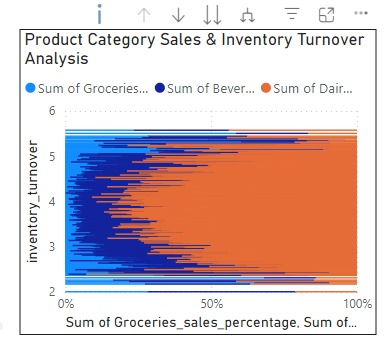 Product Category Sales & Inventory Turnover
Analysis
Sum of Groceries... Sum of Bever... Sum of Dair...
6
5
4
3
2
inventory_turnover
0% 50% 100%
Sum of Groceries_sales_percentage, Sum of...